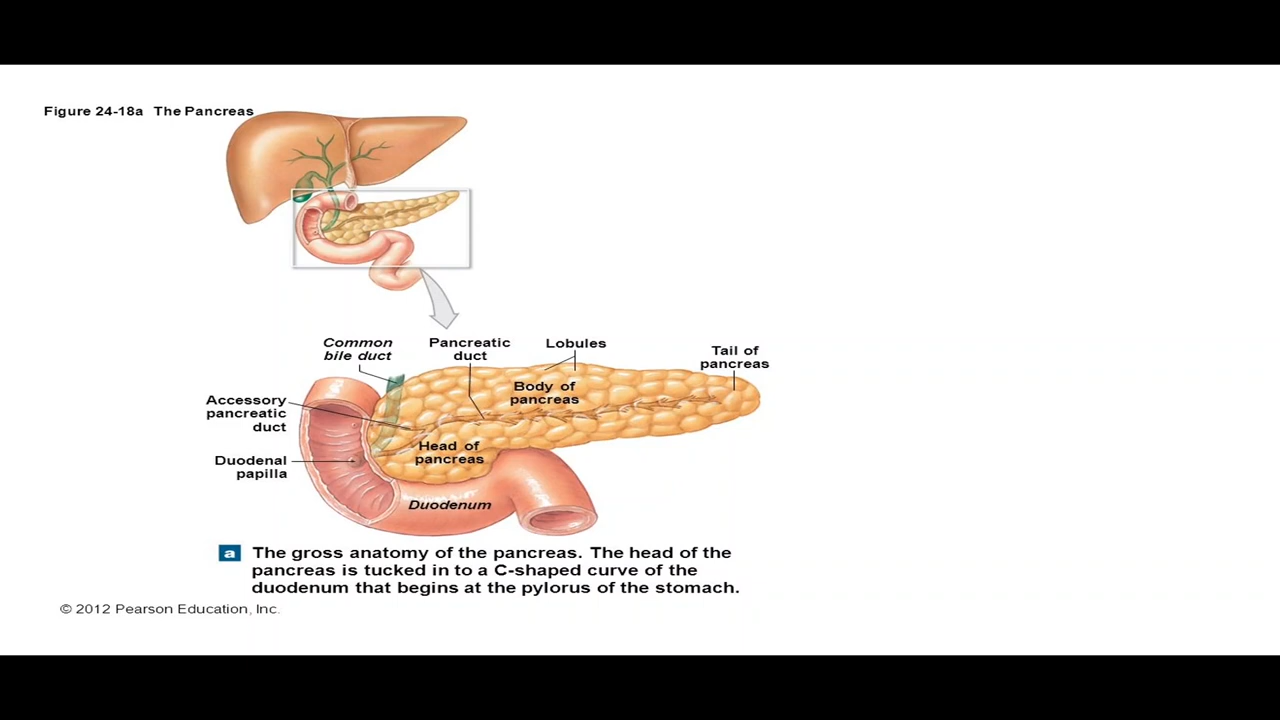 Figure 24-18a The Pancreas
Common
bile duct
Pancreatic
duct
Lobules
Tail of
pancreas
Body of
pancreas
Accessory
pancreatic
duct
Head of
pancreas
Duodenal
papilla
Duodenum
a The gross anatomy of the pancreas. The head of the
pancreas is tucked in to a C-shaped curve of the
duodenum that begins at the pylorus of the stomach.
© 2012 Pearson Education, Inc.